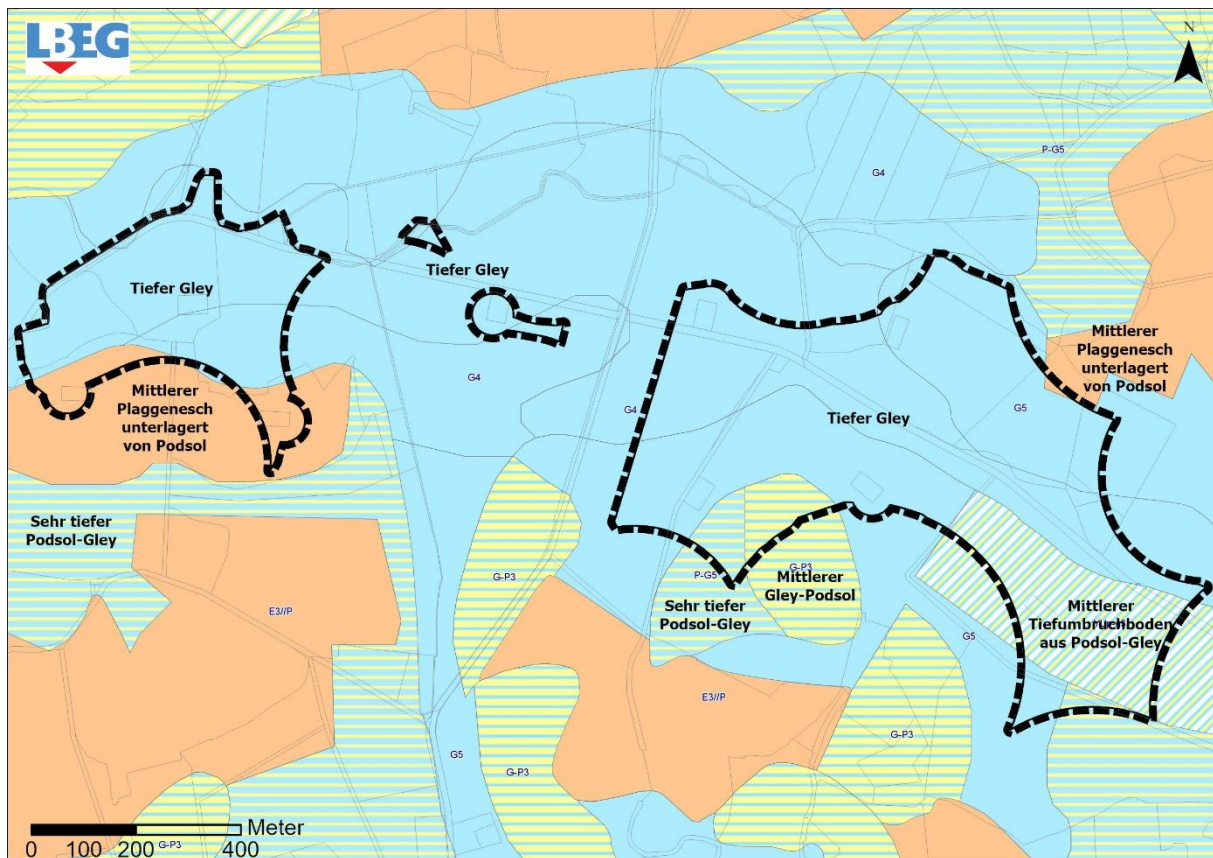 LBEG
N
P-G5
G4
Tiefer Gley
Tiefer Gley
Mittlerer
Plaggenesch
unterlagert
von Podsol
G4
G4
G5
Tiefer Gley
Mittlerer
Plaggenesch
unterlagert
von Podsol
Sehr tiefer
Podsol-Gley
G-P3
P-G5
G-P3
Mittlerer
Gley-Podsol
Sehr tiefer
Podsol-Gley
Mittlerer
Tiefumbruchboden
aus Podsol-Gley
E3//P
G5
E3//P
G-P3
G5
G-P3
Meter
0 100 200 400
G-P3